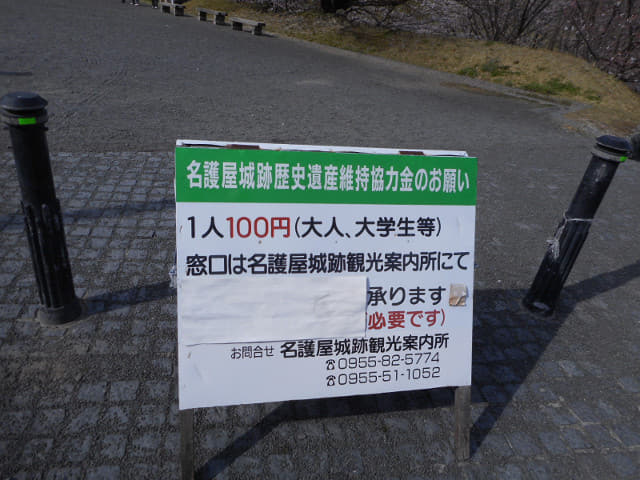 名護屋城跡歴史遺産維持協力金のお願い
1人100円(大人、大学生等)
窓口は名護屋城跡観光案内所にて
承ります
必要です)
お問合せ 名護屋城跡観光案内所
☎0955-82-5774
☎0955-51-1052